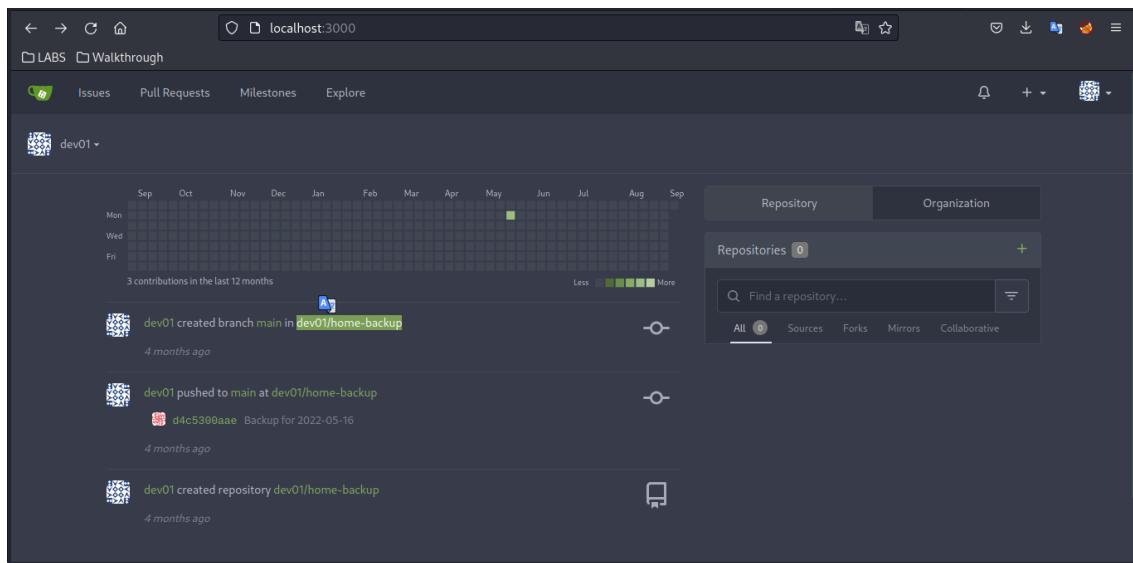 localhost:3000
LABS Walkthrough
Issues Pull Requests Milestones Explore
dev01
Sep Oct Nov Dec Jan Feb Mar Apr May Jun Jul Aug Sep
Mon
Wed
Fri
3 contributions in the last 12 months Less More
dev01 created branch main in dev01/home-backup
4 months ago
dev01 pushed to main at dev01/home-backup
d4c5300aae Backup for 2022-05-16
4 months ago
dev01 created repository dev01/home-backup
4 months ago
Repository Organization
Repositories 0
Find a repository...
All 0 Sources Forks Mirrors Collaborative